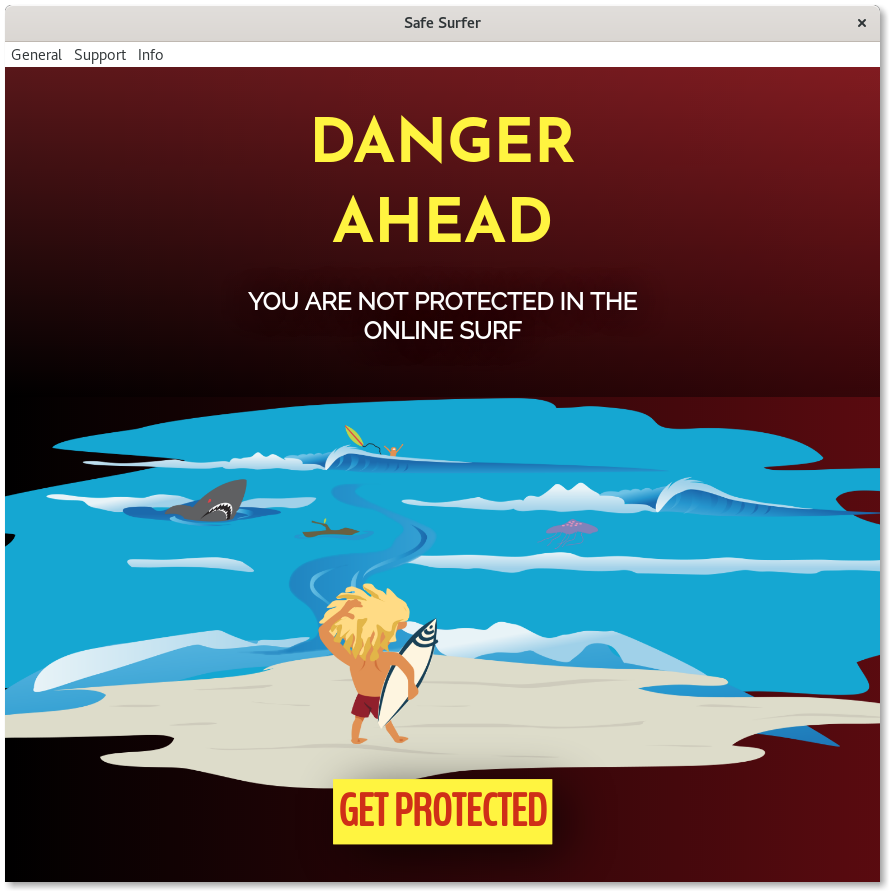 Safe Surfer ×
General Support Info
DANGER
AHEAD
YOU ARE NOT PROTECTED IN THE
ONLINE SURF
GET PROTECTED